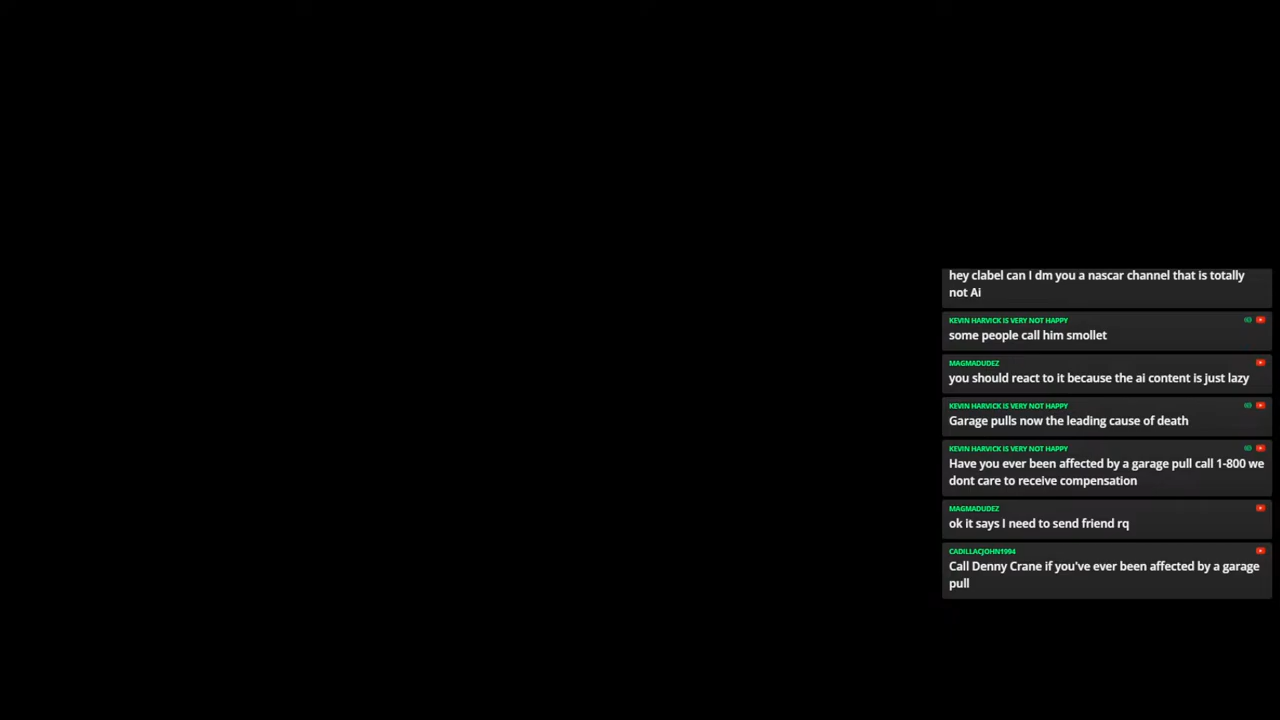 hey clabel can I dm you a nascar channel that is totally
not Ai
KEVIN HARVICK IS VERY NOT HAPPY
some people call him smollet
MAGMADUDEZ
you should react to it because the ai content is just lazy
KEVIN HARVICK IS VERY NOT HAPPY
Garage pulls now the leading cause of death
KEVIN HARVICK IS VERY NOT HAPPY
Have you ever been affected by a garage pull call 1-800 we
dont care to receive compensation
MAGMADUDEZ
ok it says I need to send friend rq
CADILLACJOHN1994
Call Denny Crane if you've ever been affected by a garage
pull